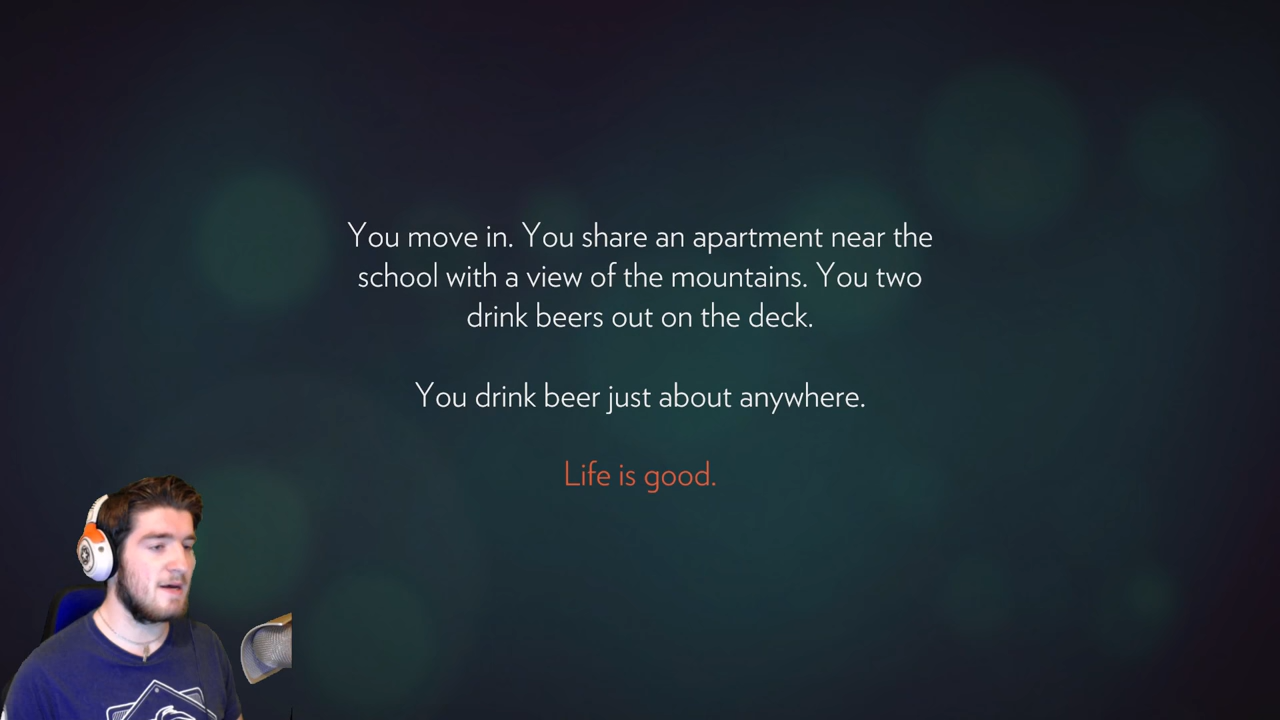 You move in. You share an apartment near the
school with a view of the mountains. You two
drink beers out on the deck.
You drink beer just about anywhere.
Life is good.